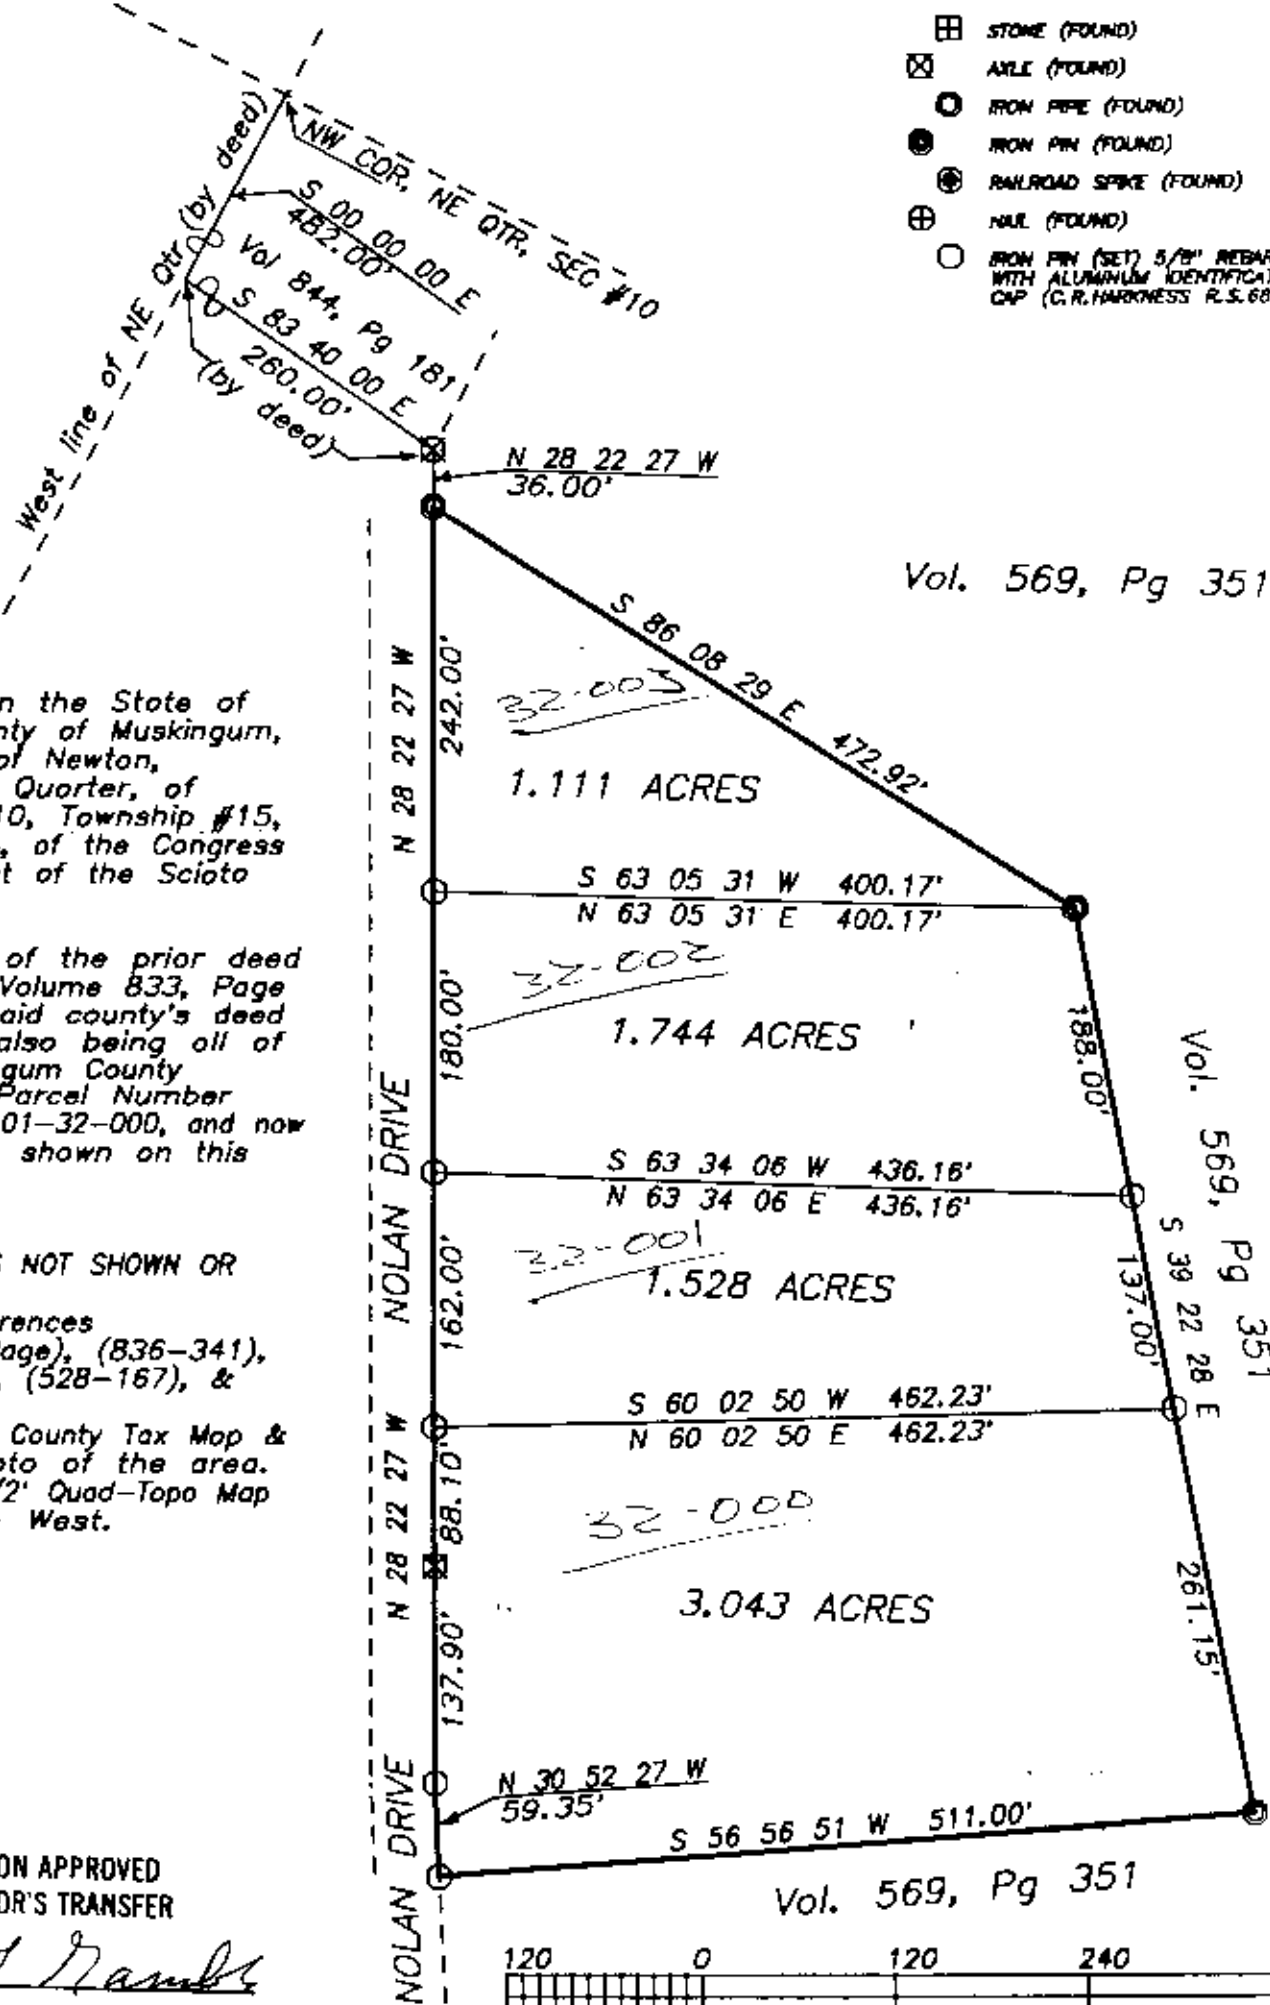 STONE (FOUND)
AXLE (FOUND)
IRON PIPE (FOUND)
IRON PIN (FOUND)
RAILROAD SPIKE (FOUND)
NAIL (FOUND)
IRON PIN (SET) 5/8" REBAR
WITH ALUMINUM IDENTIFICAT
CAP (C.R.HARKNESS R.S.68
NW COR, NE QTR, SEC #10
S 00 00 00 E
482.00'
Vol 844, Pg 181
S 83 40 00 E
260.00'
(by deed)
West line of NE Qtr (by deed)
N 28 22 27 W
36.00'
Vol. 569, Pg 351
S 86 08 29 E 472.92'
N 28 22 27 W
242.00'
32-003
1.111 ACRES
n the State of
nty of Muskingum,
of Newton,
Quorter, of
10, Township #15,
, of the Congress
t of the Scioto
S 63 05 31 W 400.17'
N 63 05 31 E 400.17'
of the prior deed
Volume 833, Page
aid county's deed
also being oll of
gum County
Parcel Number
01-32-000, and now
shown on this
32-002
180.00'
1.744 ACRES
188.00'
Vol. 569, Pg 351
NOLAN DRIVE
S 63 34 06 W 436.16'
N 63 34 06 E 436.16'
S NOT SHOWN OR
rences
age), (836-341),
, (528-167), &
County Tax Map &
oto of the area.
/2' Quad-Topo Map
West.
32-001
162.00'
1.528 ACRES
137.00'
S 39 22 28 E
S 60 02 50 W 462.23'
N 60 02 50 E 462.23'
N 28 22 27 W
88.10'
32-000
3.043 ACRES
261.15'
137.90'
N 30 52 27 W
59.35'
S 56 56 51 W 511.00'
Vol. 569, Pg 351
NOLAN DRIVE
ON APPROVED
OR'S TRANSFER
120 0 120 240